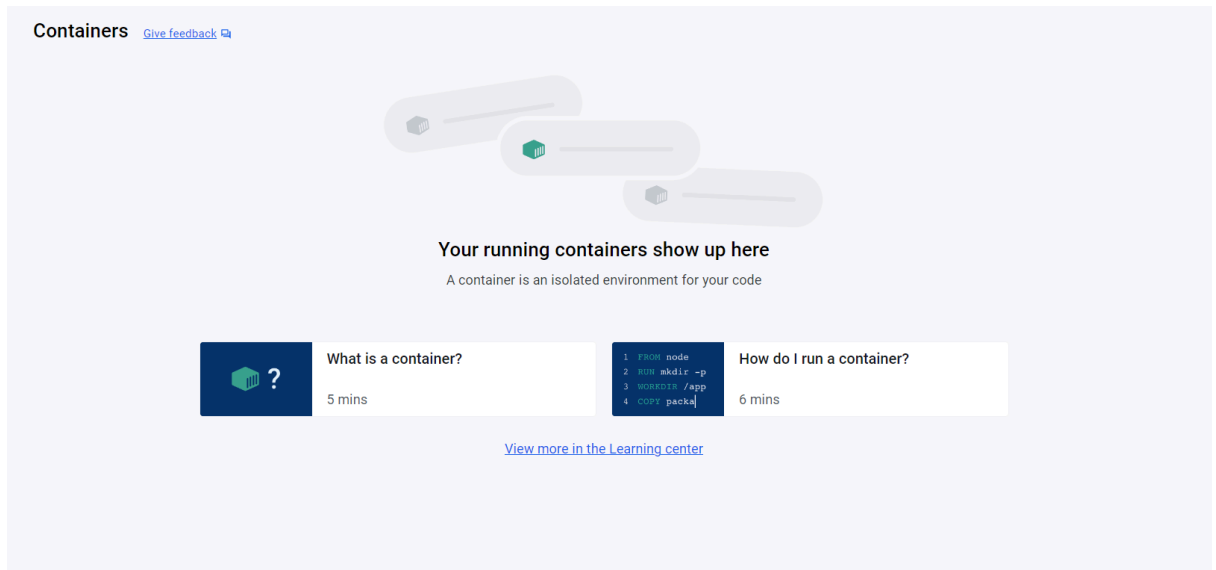 Containers
Give feedback
Your running containers show up here
A container is an isolated environment for your code
?
What is a container?
5 mins
1 FROM node
2 RUN mkdir -p
3 WORKDIR /app
4 COPY packa
How do I run a container?
6 mins
View more in the Learning center